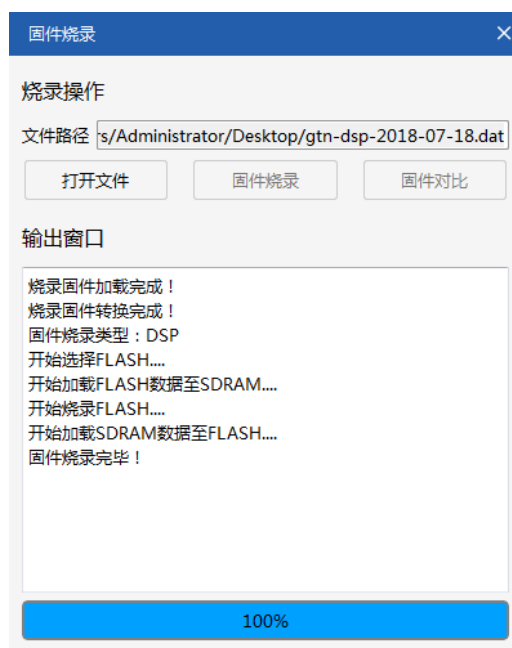 固件烧录
烧录操作
文件路径 rs/Administrator/Desktop/gtn-dsp-2018-07-18.dat
打开文件 固件烧录 固件对比
输出窗口
烧录固件加载完成！
烧录固件转换完成！
固件烧录类型：DSP
开始选择FLASH....
开始加载FLASH数据至SDRAM....
开始烧录FLASH....
开始加载SDRAM数据至FLASH....
固件烧录完毕！
100%